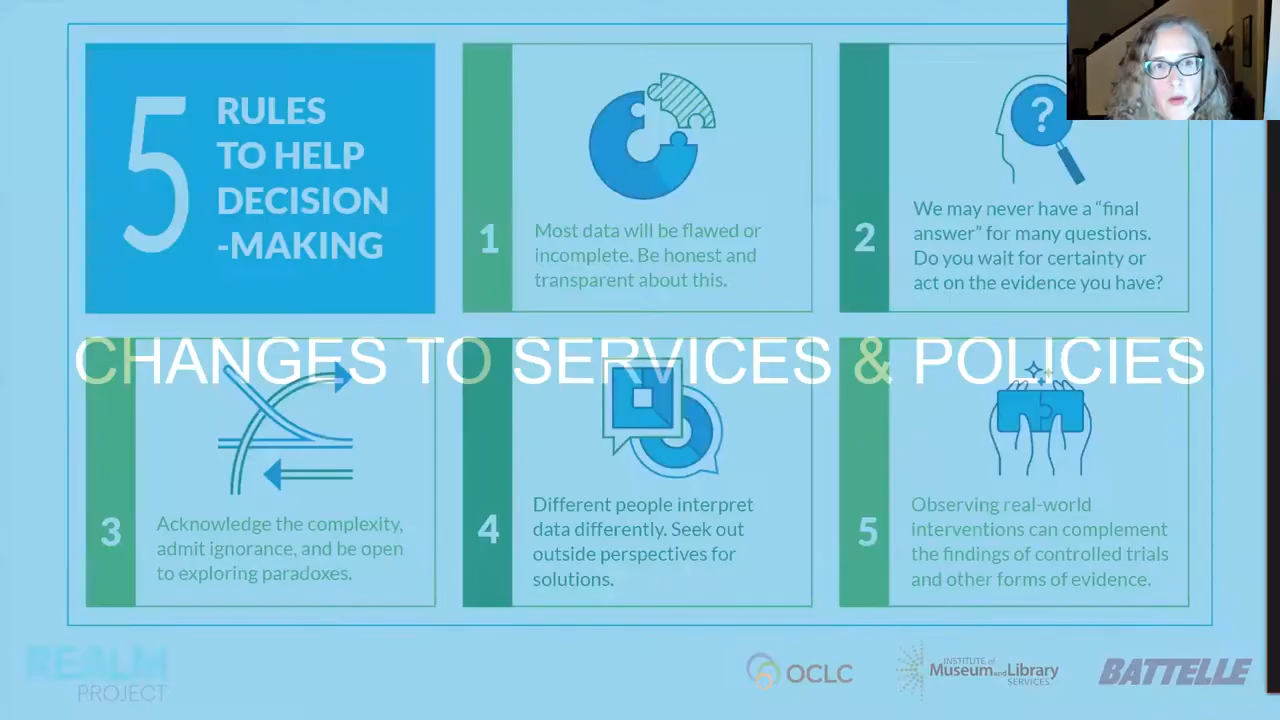 5
RULES
TO HELP
DECISION
-MAKING
1
Most data will be flawed or
incomplete. Be honest and
transparent about this.
2
?
We may never have a “final
answer” for many questions.
Do you wait for certainty or
act on the evidence you have?
CHANGES TO SERVICES & POLICIES
3
Acknowledge the complexity,
admit ignorance, and be open
to exploring paradoxes.
4
Different people interpret
data differently. Seek out
outside perspectives for
solutions.
5
Observing real-world
interventions can complement
the findings of controlled trials
and other forms of evidence.
REALM
PROJECT
OCLC
INSTITUTE of
Museum and Library
SERVICES
BATTELLE